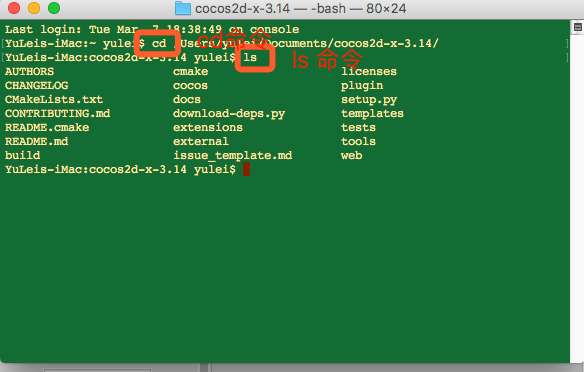 cocos2d-x-3.14 — -bash — 80×24
Last login: Tue Mar 7 18:38:49 on console
[YuLeis-iMac:~ yulei$ cd /Users/yulei/Documents/cocos2d-x-3.14/ ]
cd命令
[YuLeis-iMac:cocos2d-x-3.14 yulei$ ls ]
ls 命令
AUTHORS cmake licenses
CHANGELOG cocos plugin
CMakeLists.txt docs setup.py
CONTRIBUTING.md download-deps.py templates
README.cmake extensions tests
README.md external tools
build issue_template.md web
YuLeis-iMac:cocos2d-x-3.14 yulei$